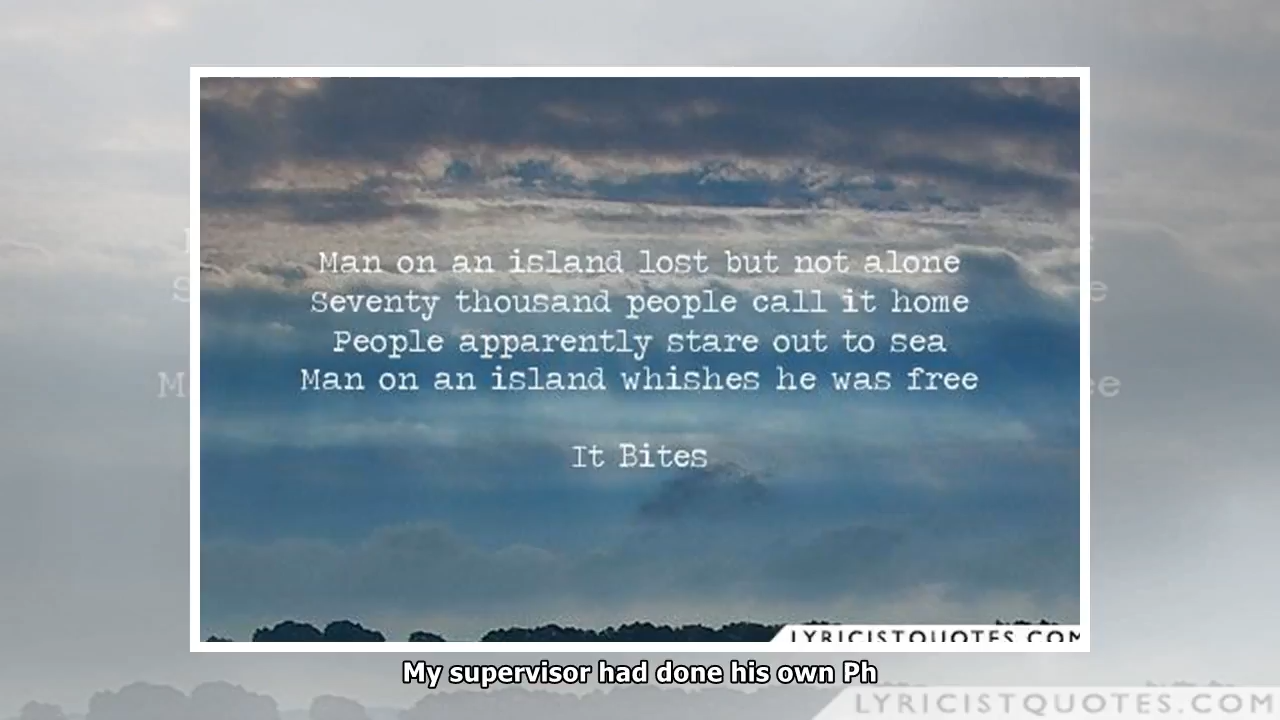 Man on an island lost but not alone
Seventy thousand people call it home
People apparently stare out to sea
Man on an island whishes he was free
It Bites
LYRICISTQUOTES.COM
My supervisor had done his own Ph
LYRICISTQUOTES.COM